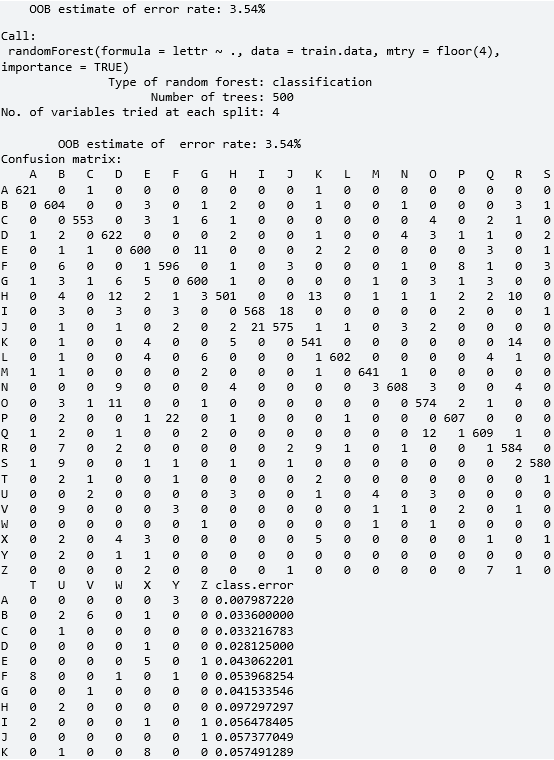 OOB estimate of error rate: 3.54%
Call:
randomForest(formula = lettr ~ ., data = train.data, mtry = floor(4),
importance = TRUE)
Type of random forest: classification
Number of trees: 500
No. of variables tried at each split: 4
OOB estimate of  error rate: 3.54%
Confusion matrix:
A B C D E F G H I J K L M N O P Q R S
A 621 0 1 0 0 0 0 0 0 0 1 0 0 0 0 0 0 0 0
B 0 604 0 0 3 0 1 2 0 0 1 0 0 1 0 0 0 3 1
C 0 0 553 0 3 1 6 1 0 0 0 0 0 0 4 0 2 1 0
D 1 2 0 622 0 0 0 2 0 0 1 0 0 4 3 1 1 0 2
E 0 1 1 0 600 0 11 0 0 0 2 2 0 0 0 0 3 0 1
F 0 6 0 0 1 596 0 1 0 3 0 0 0 1 0 8 1 0 3
G 1 3 1 6 5 0 600 1 0 0 0 0 1 0 3 1 3 0 0
H 0 4 0 12 2 1 3 501 0 0 13 0 1 1 1 2 2 10 0
I 0 3 0 3 0 3 0 0 568 18 0 0 0 0 0 2 0 0 1
J 0 1 0 1 0 2 0 2 21 575 1 1 0 3 2 0 0 0 1
K 0 1 0 0 4 0 0 5 0 0 541 0 0 0 0 0 0 14 0
L 0 1 0 0 4 0 6 0 0 0 1 602 0 0 0 0 4 1 0
M 1 1 0 0 0 0 2 0 0 0 1 0 641 1 0 0 0 0 0
N 0 0 0 9 0 0 0 4 0 0 0 0 3 608 3 0 0 4 0
O 0 3 1 11 0 0 1 0 0 0 0 0 0 0 574 2 1 0 0
P 0 2 0 0 1 22 0 1 0 0 0 1 0 0 0 607 0 0 0
Q 1 2 0 1 0 0 2 0 0 0 0 0 0 0 12 1 609 1 0
R 0 7 0 2 0 0 0 0 0 2 9 1 0 1 0 0 1 584 0
S 1 9 0 0 1 1 0 1 0 1 0 0 0 0 0 0 0 2 580
T 0 2 1 0 0 1 0 0 0 0 2 0 0 0 0 0 0 0 1
U 0 0 2 0 0 0 0 3 0 0 1 0 4 0 3 0 0 0 0
V 0 9 0 0 0 3 0 0 0 0 0 0 1 1 0 2 0 1 0
W 0 0 0 0 0 0 1 0 0 0 0 0 1 0 1 0 0 0 0
X 0 2 0 4 3 0 0 0 0 0 5 0 0 0 0 0 1 0 1
Y 0 2 0 1 1 0 0 0 0 0 0 0 0 0 0 0 0 0 0
Z 0 0 0 0 2 0 0 0 0 1 0 0 0 0 0 0 7 1 0
T U V W X Y Z class.error
A 0 0 0 0 0 3 0 0.007987220
B 0 2 6 0 1 0 0 0.033600000
C 0 1 0 0 0 0 0 0.033216783
D 0 0 0 0 1 0 0 0.028125000
E 0 0 0 0 5 0 1 0.043062201
F 8 0 0 1 0 1 0 0.053968254
G 0 0 1 0 0 0 0 0.041533546
H 0 2 0 0 0 0 0 0.097297297
I 2 0 0 0 1 0 1 0.056478405
J 0 0 0 0 0 0 1 0.057377049
K 0 1 0 0 8 0 0 0.057491289